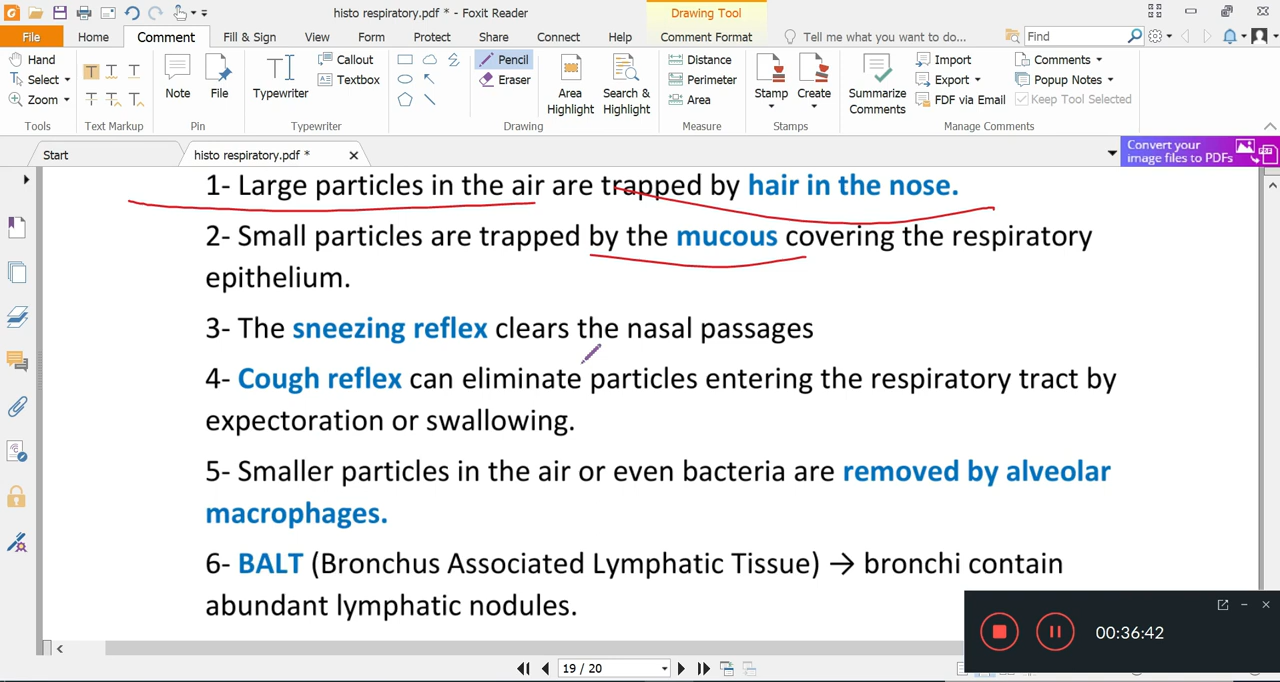 histo respiratory.pdf * - Foxit Reader
Drawing Tool
File Home Comment Fill & Sign View Form Protect Share Connect Help Comment Format Tell me what you want to do... Find
Hand
Select
Zoom
Tools
Text Markup
Note
File
Pin
Typewriter
Callout
Textbox
Typewriter
Pencil
Eraser
Area
Highlight
Search &
Highlight
Drawing
Distance
Perimeter
Area
Measure
Stamp
Create
Stamps
Summarize
Comments
Import
Export
FDF via Email
Comments
Popup Notes
Keep Tool Selected
Manage Comments
Start
histo respiratory.pdf *
Convert your
image files to PDFs
1- Large particles in the air are trapped by hair in the nose.
2- Small particles are trapped by the mucous covering the respiratory
epithelium.
3- The sneezing reflex clears the nasal passages
4- Cough reflex can eliminate particles entering the respiratory tract by
expectoration or swallowing.
5- Smaller particles in the air or even bacteria are removed by alveolar
macrophages.
6- BALT (Bronchus Associated Lymphatic Tissue) → bronchi contain
abundant lymphatic nodules.
00:36:42
19 / 20